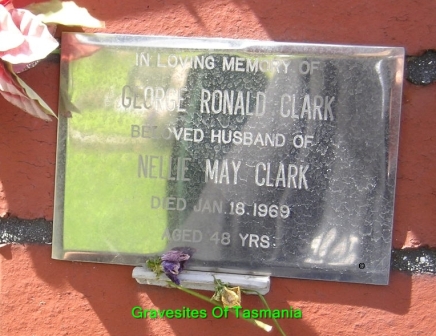 IN LOVING MEMORY OF
GEORGE RONALD CLARK
BELOVED HUSBAND OF
NELLIE MAY CLARK
DIED JAN. 18. 1969
AGED 48 YRS.
Gravesites Of Tasmania